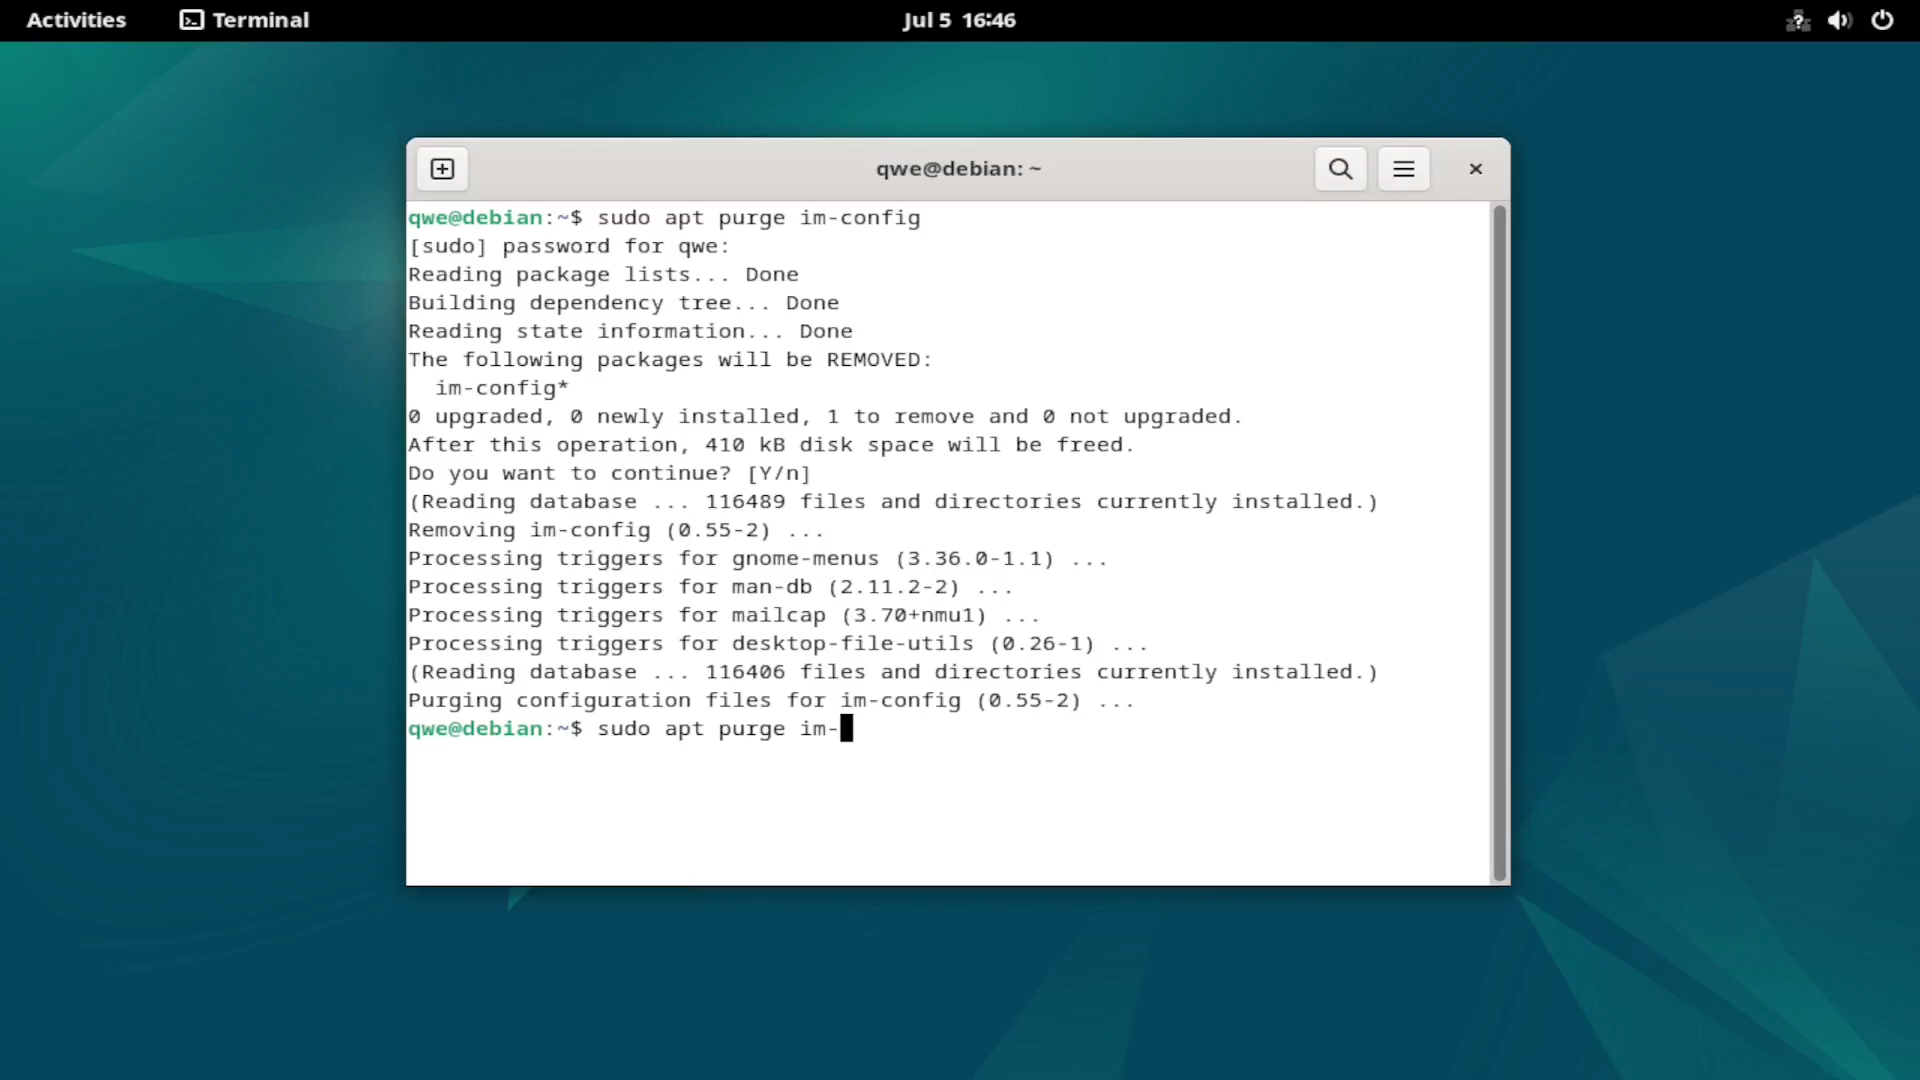 Activities Terminal Jul 5 16:46
qwe@debian: ~
qwe@debian:~$ sudo apt purge im-config
[sudo] password for qwe:
Reading package lists... Done
Building dependency tree... Done
Reading state information... Done
The following packages will be REMOVED:
  im-config*
0 upgraded, 0 newly installed, 1 to remove and 0 not upgraded.
After this operation, 410 kB disk space will be freed.
Do you want to continue? [Y/n]
(Reading database ... 116489 files and directories currently installed.)
Removing im-config (0.55-2) ...
Processing triggers for gnome-menus (3.36.0-1.1) ...
Processing triggers for man-db (2.11.2-2) ...
Processing triggers for mailcap (3.70+nmu1) ...
Processing triggers for desktop-file-utils (0.26-1) ...
(Reading database ... 116406 files and directories currently installed.)
Purging configuration files for im-config (0.55-2) ...
qwe@debian:~$ sudo apt purge im-